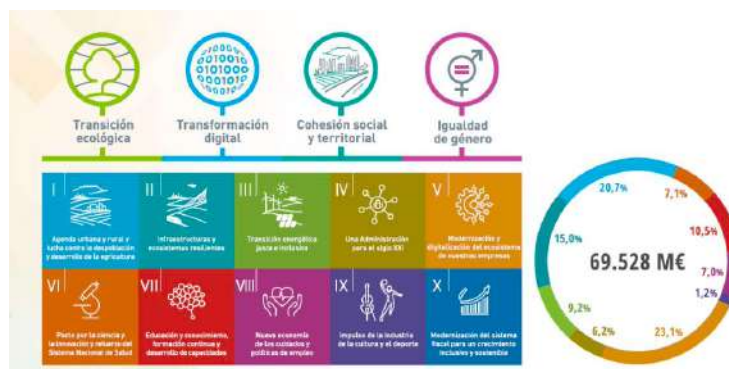 Transición
ecológica
Transformación
digital
Cohesión social
y territorial
Igualdad
de género
I
Agenda urbana y rural y
lucha contra la despoblación
y desarrollo de la agricultura
II
Infraestructuras y
ecosistemas resilientes
III
Transición energética
justa e inclusiva
IV
Una Administración
para el siglo XXI
V
Modernización y
digitalización del ecosistema
de nuestras empresas
VI
Pacto por la ciencia y
la innovación y refuerzo del
Sistema Nacional de Salud
VII
Educación y conocimiento,
formación continua y
desarrollo de capacidades
VIII
Nueva economía
de los cuidados y
políticas de empleo
IX
Impulso de la industria
de la cultura y el deporte
X
Modernización del sistema
fiscal para un crecimiento
inclusivo y sostenible
20,7%
7,1%
15,0%
10,5%
69.528 M€
7,0%
1,2%
9,2%
6,2%
23,1%